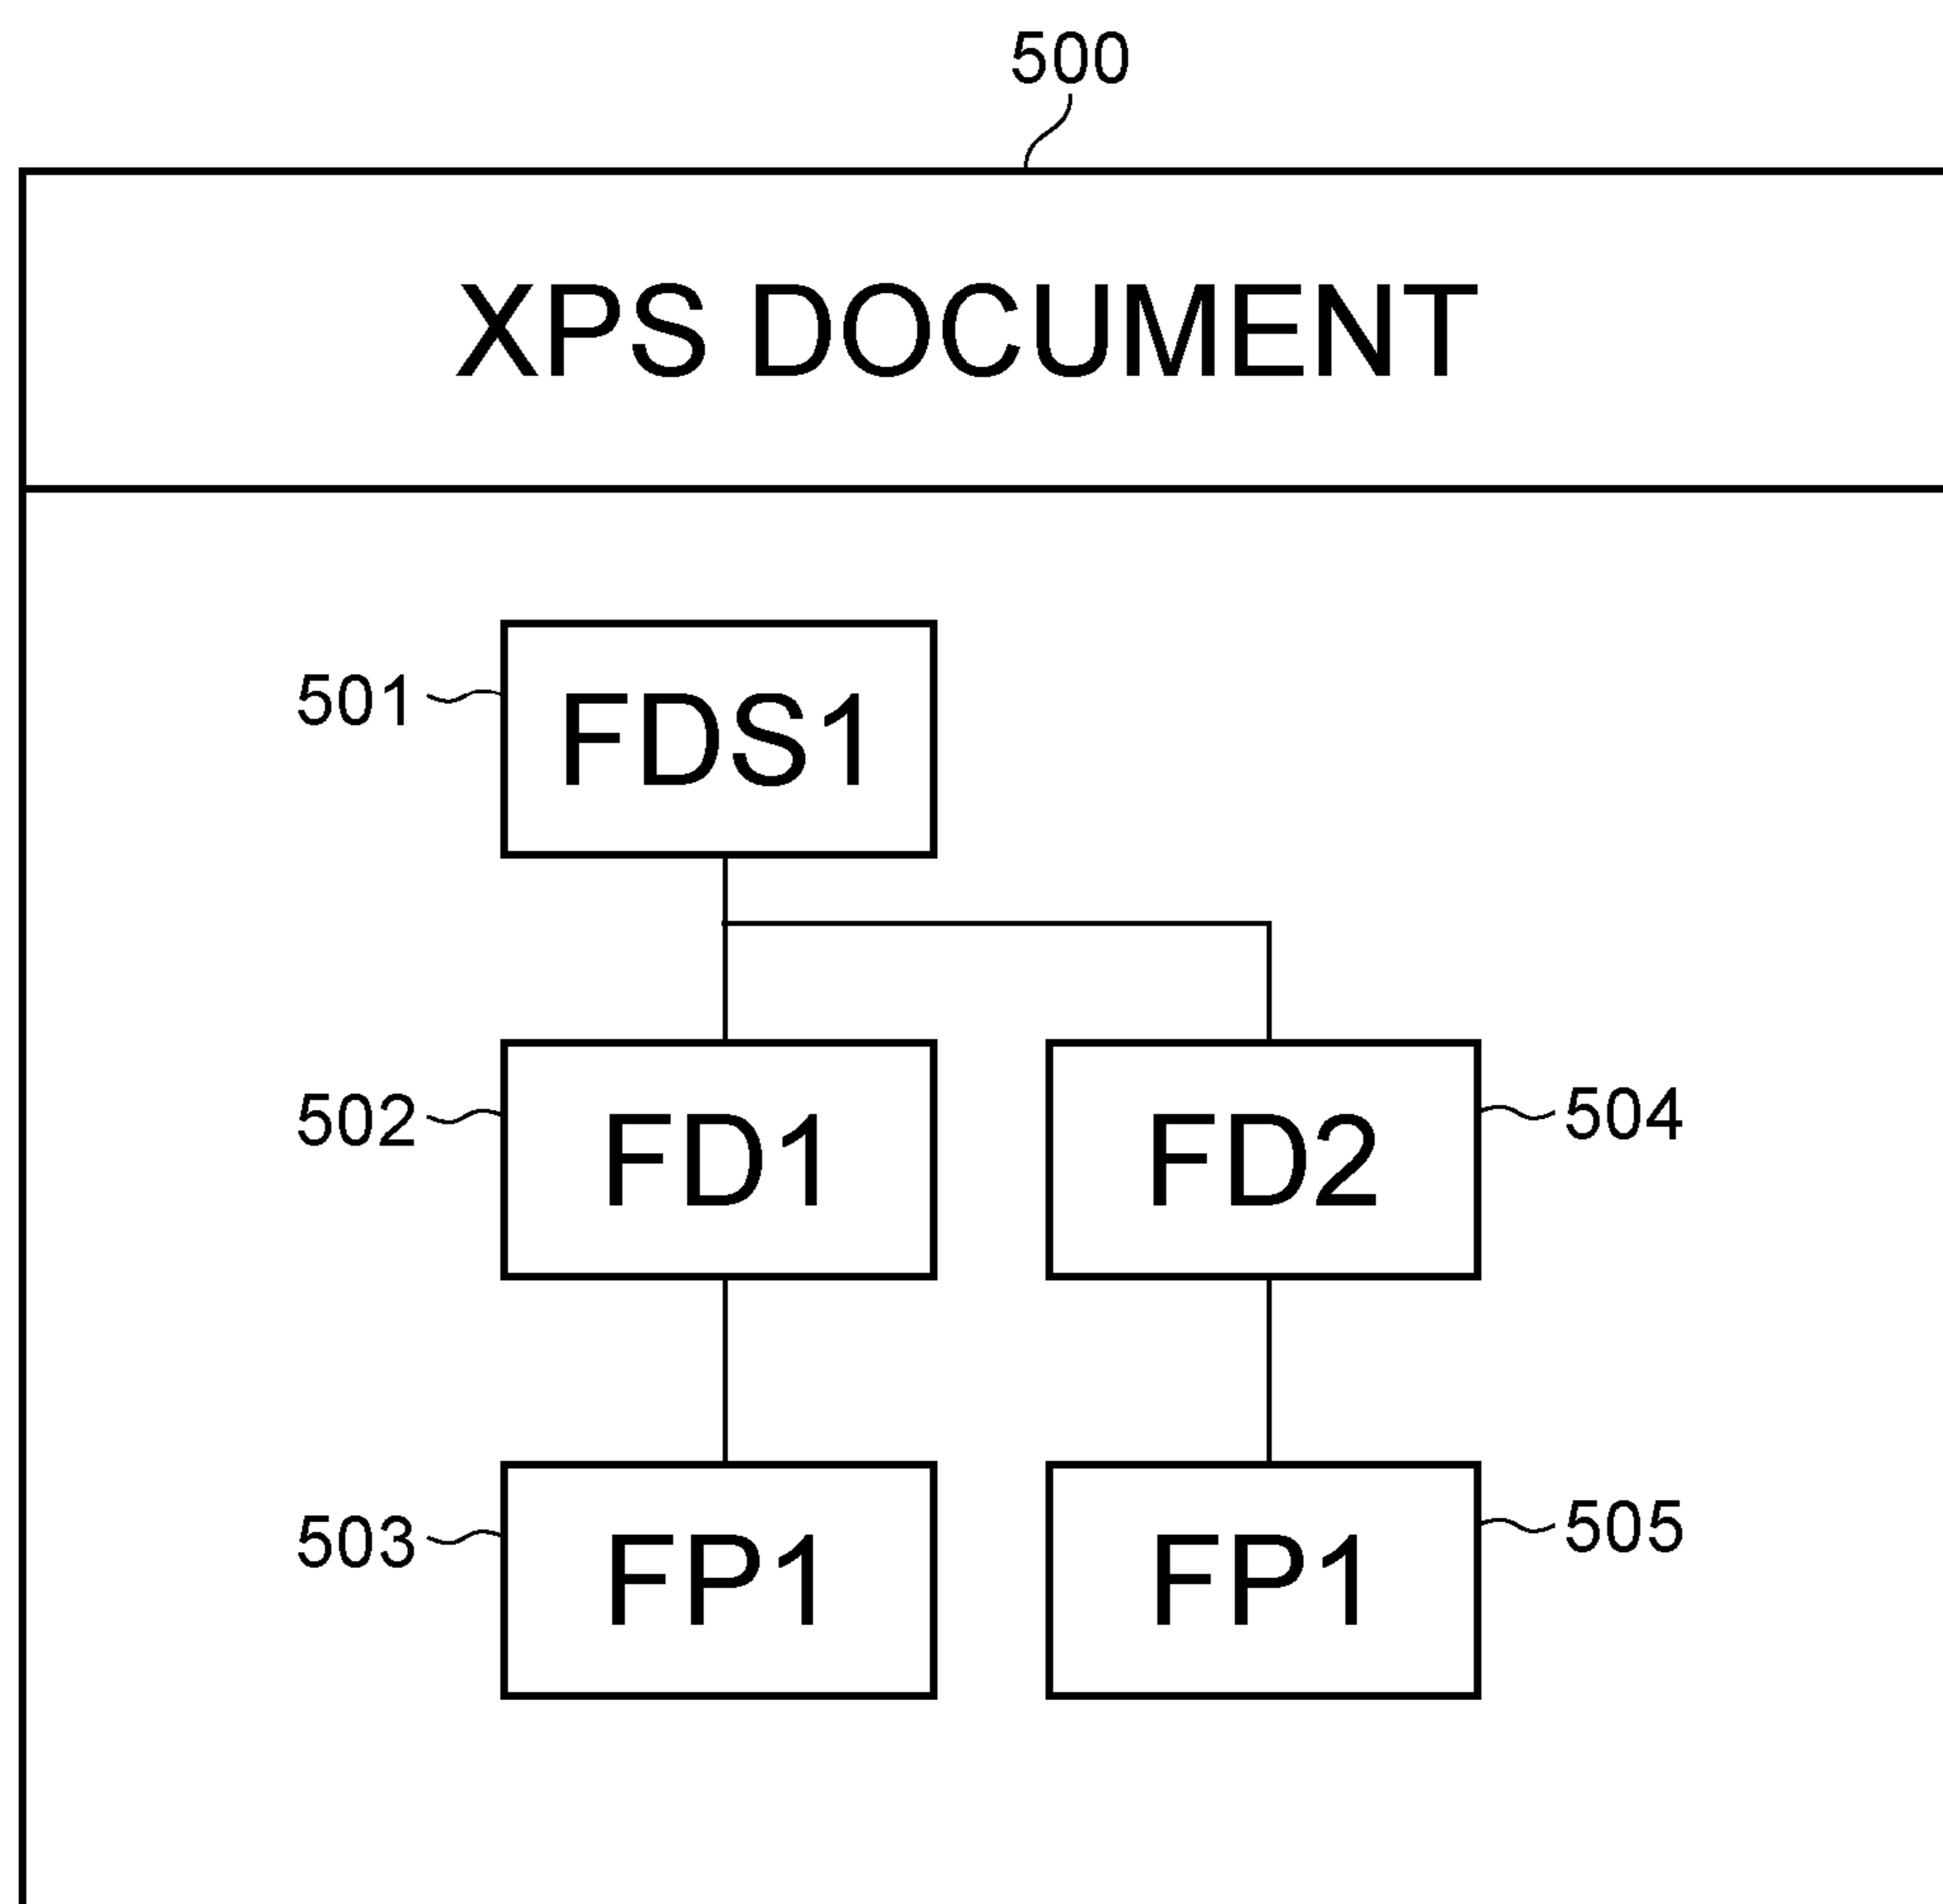 500
XPS DOCUMENT
501 FDS1
502 FD1 FD2 504
503 FP1 FP1 505